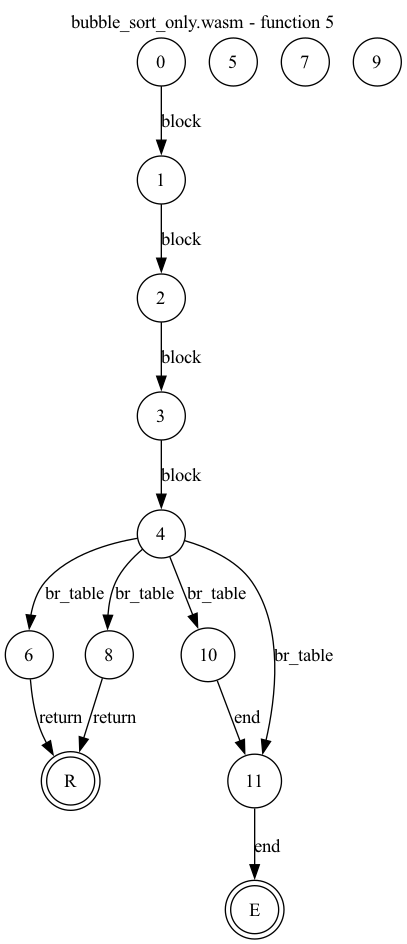 bubble_sort_only.wasm - function 5
0 5 7 9
block
1
block
2
block
3
block
4
br_table br_table br_table
br_table
6 8 10
return return end
R 11
end
E